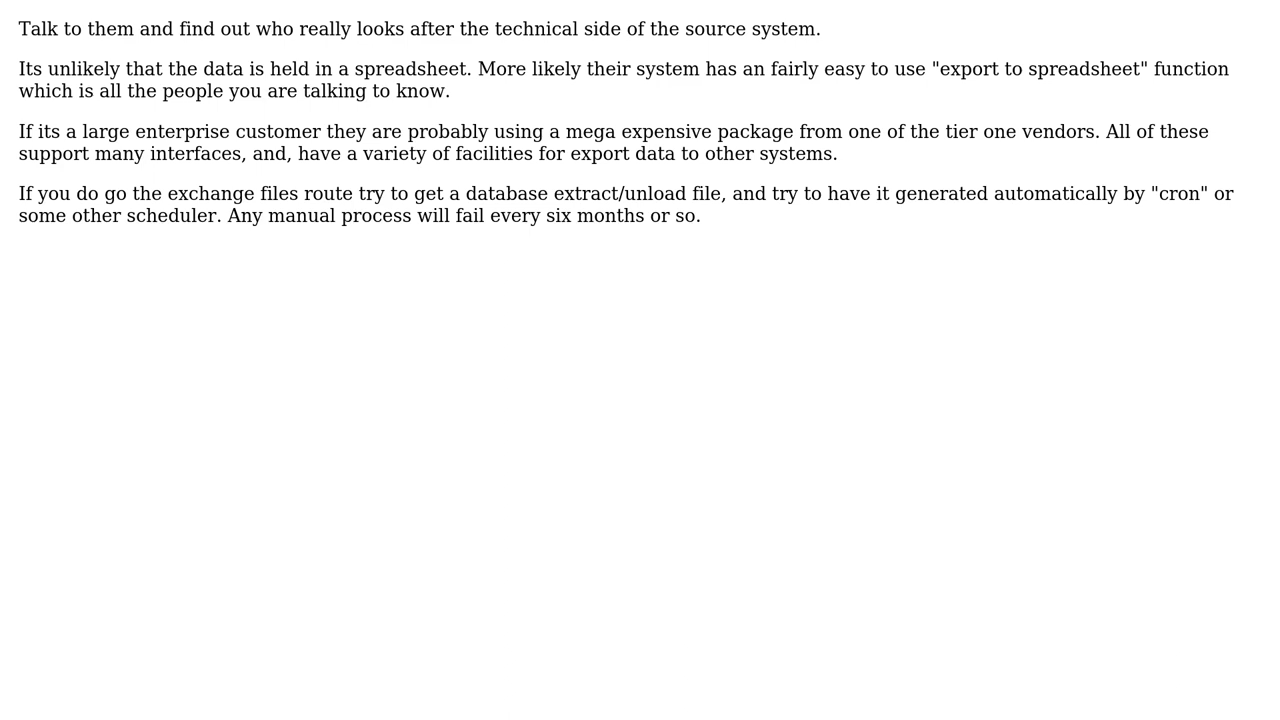 Talk to them and find out who really looks after the technical side of the source system.
Its unlikely that the data is held in a spreadsheet. More likely their system has an fairly easy to use "export to spreadsheet" function
which is all the people you are talking to know.
If its a large enterprise customer they are probably using a mega expensive package from one of the tier one vendors. All of these
support many interfaces, and, have a variety of facilities for export data to other systems.
If you do go the exchange files route try to get a database extract/unload file, and try to have it generated automatically by "cron" or
some other scheduler. Any manual process will fail every six months or so.